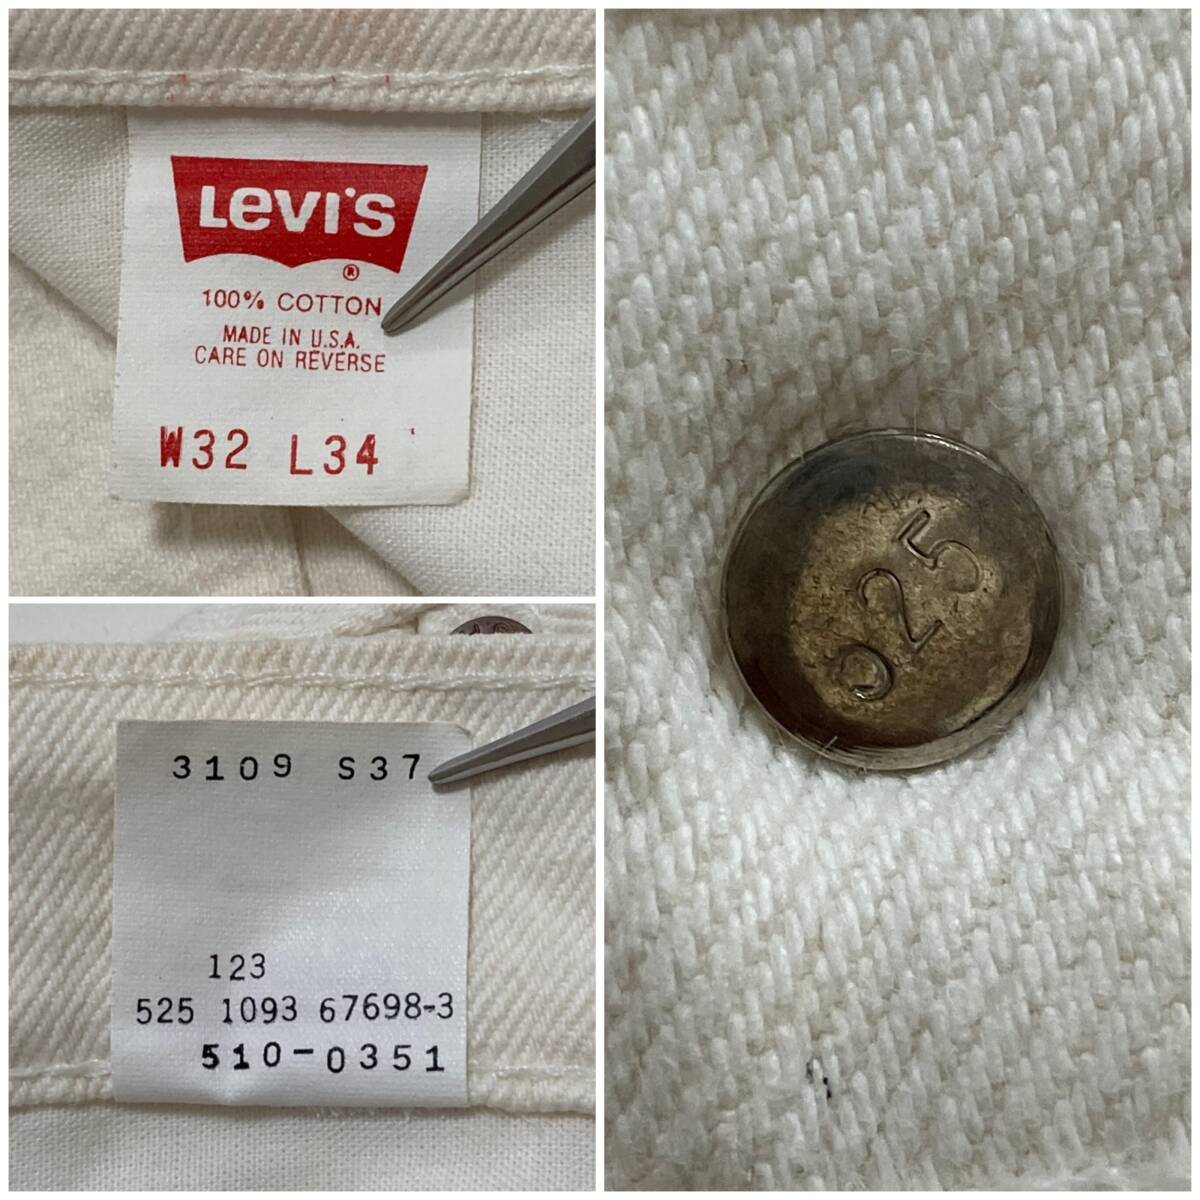 Levi's
®
100% COTTON
MADE IN U.S.A.
CARE ON REVERSE
W32 L34
3109 S37
123
525 1093 67698-3
510-0351